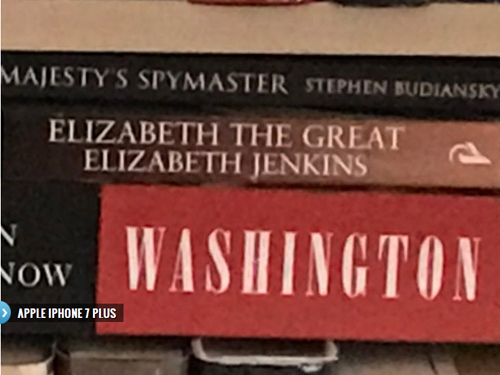 MAJESTY'S SPYMASTER STEPHEN BUDIANSKY
ELIZABETH THE GREAT
ELIZABETH JENKINS
N
NOW
WASHINGTON
APPLE IPHONE 7 PLUS